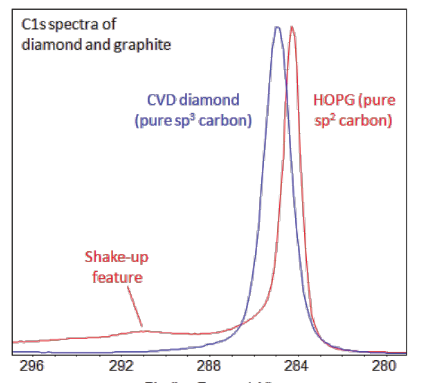 C1s spectra of
diamond and graphite
CVD diamond
(pure sp³ carbon)
HOPG (pure
sp² carbon)
Shake-up
feature
296 292 288 284 280